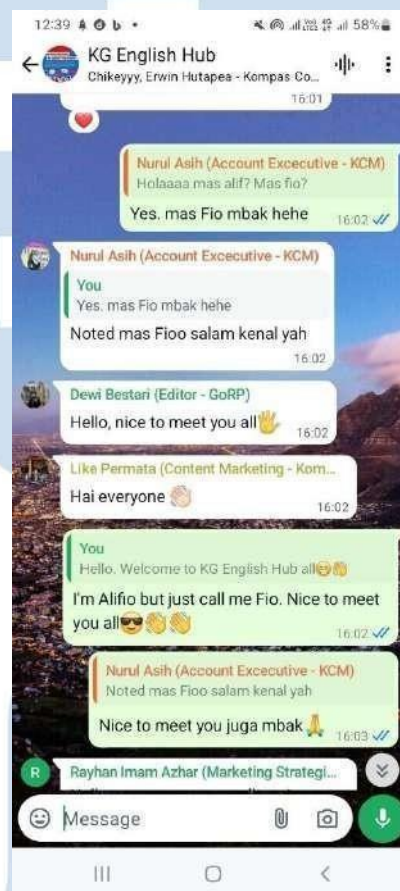 12:39
58%
KG English Hub
Chikeyyy, Erwin Hutapea - Kompas Co...
16:01
Nurul Asih (Account Excecutive - KCM)
Holaaaa mas alif? Mas fio?
Yes. mas Fio mbak hehe
16:02
Nurul Asih (Account Excecutive - KCM)
You
Yes. mas Fio mbak hehe
Noted mas Fioo salam kenal yah
16:02
Dewi Bestari (Editor - GoRP)
Hello, nice to meet you all🖐
16:02
Like Permata (Content Marketing - Kom...
Hai everyone 👋🏻
16:02
You
Hello. Welcome to KG English Hub all😎👏
I'm Alifio but just call me Fio. Nice to meet
you all😎👏👏
16:02
Nurul Asih (Account Excecutive - KCM)
Noted mas Fioo salam kenal yah
Nice to meet you juga mbak🙏
16:03
R
Rayhan Imam Azhar (Marketing Strategi...
Message